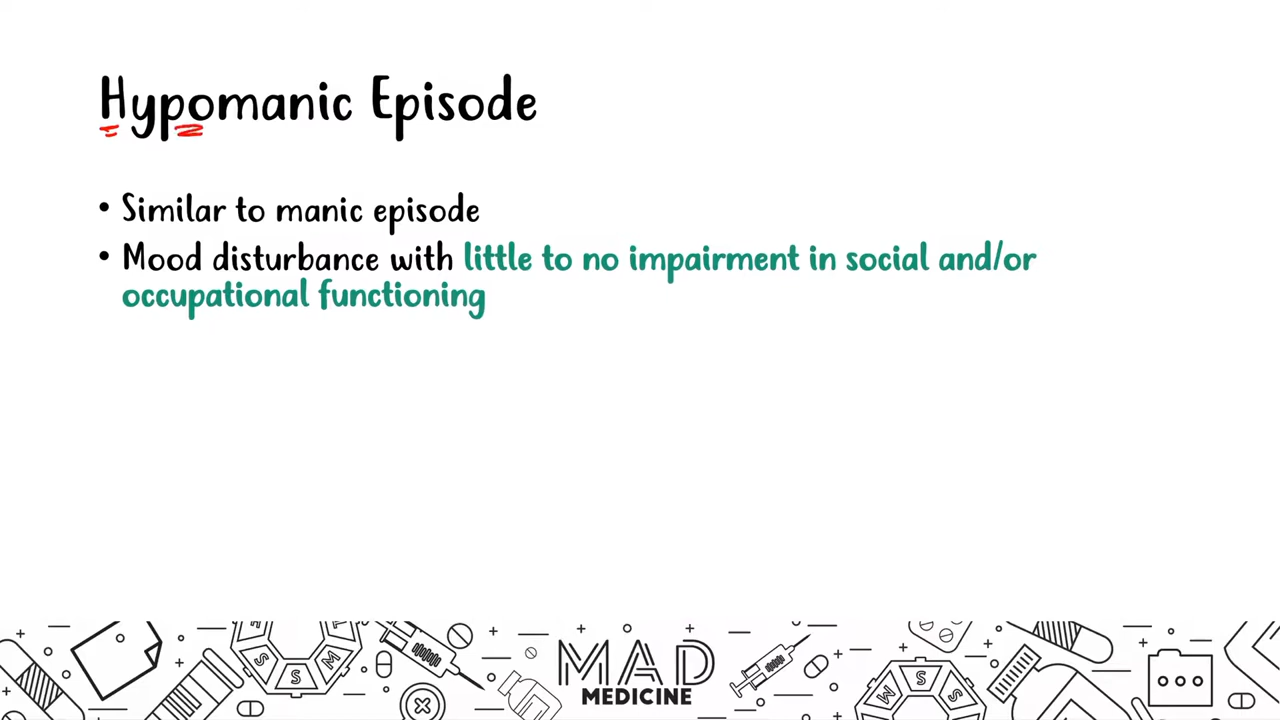 Hypomanic Episode
• Similar to manic episode
• Mood disturbance with little to no impairment in social and/or
occupational functioning
S S M
MAD
MEDICINE
M S S